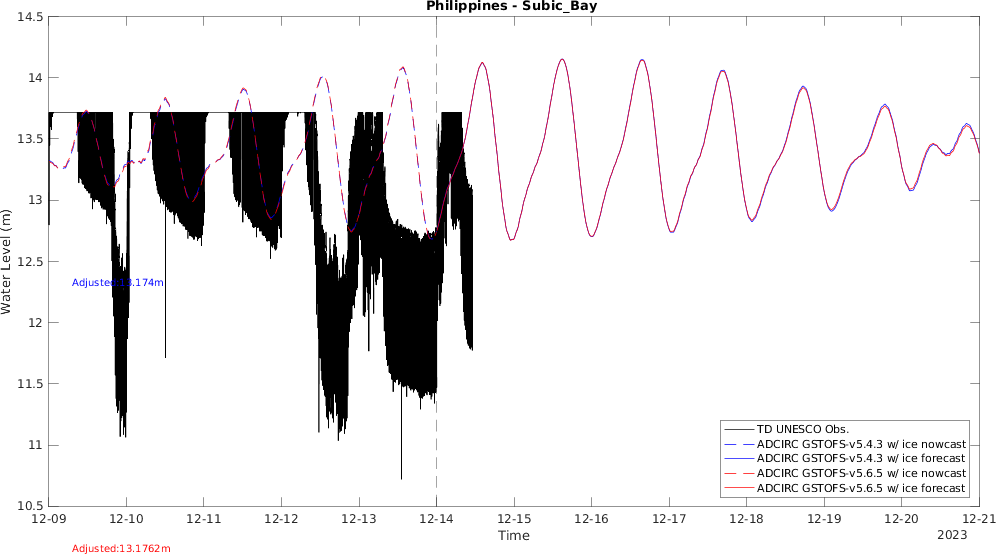 Philippines - Subic_Bay
14.5
14
13.5
13
12.5
12
11.5
11
10.5
Water Level (m)
Adjusted:13.174m
TD UNESCO Obs.
ADCIRC GSTOFS-v5.4.3 w/ ice nowcast
ADCIRC GSTOFS-v5.4.3 w/ ice forecast
ADCIRC GSTOFS-v5.6.5 w/ ice nowcast
ADCIRC GSTOFS-v5.6.5 w/ ice forecast
12-09 12-10 12-11 12-12 12-13 12-14 12-15 12-16 12-17 12-18 12-19 12-20 12-21
Time
2023
Adjusted:13.1762m